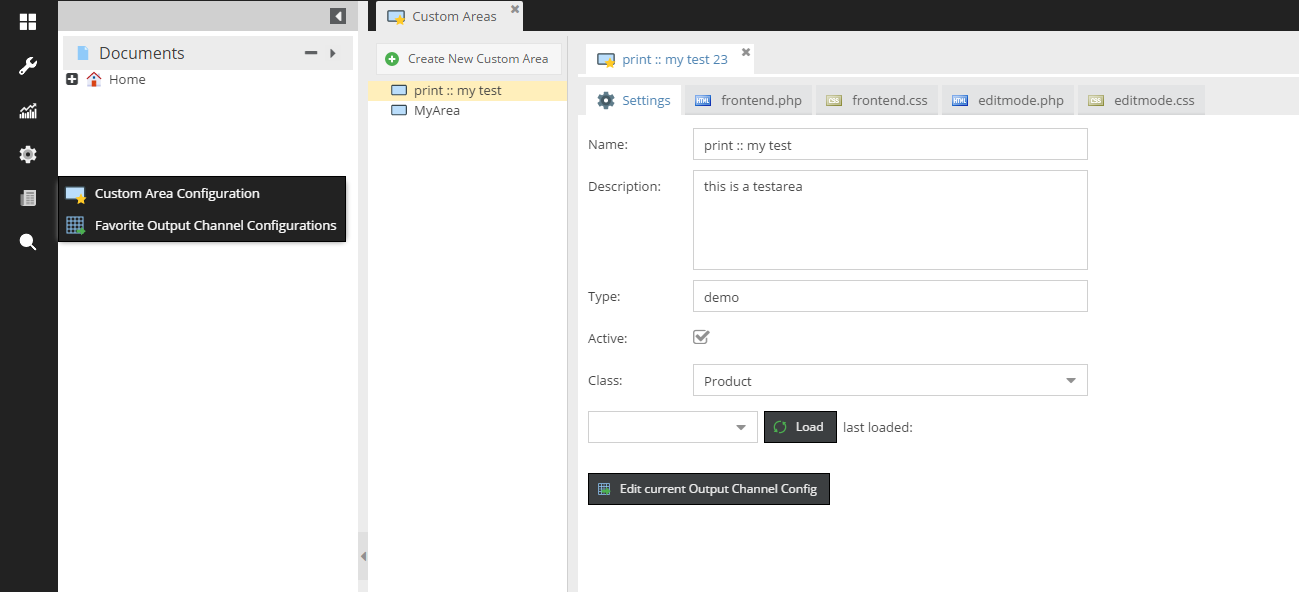 Custom Areas
Documents
Home
Custom Area Configuration
Favorite Output Channel Configurations
Create New Custom Area
print :: my test
MyArea
print :: my test 23
Settings
frontend.php
frontend.css
editmode.php
editmode.css
Name:
print :: my test
Description:
this is a testarea
Type:
demo
Active:
Class:
Product
Load
last loaded:
Edit current Output Channel Config